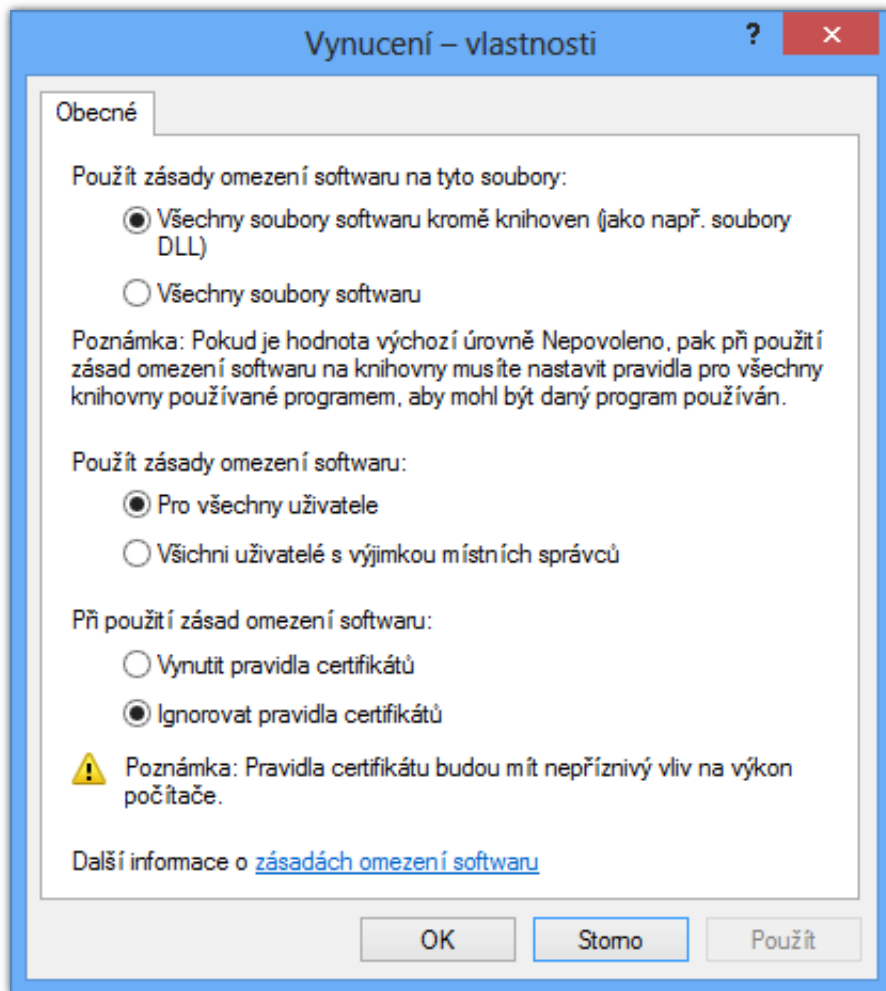 Vynucení – vlastnosti
?
Obecné
Použít zásady omezení softwaru na tyto soubory:
Všechny soubory softwaru kromě knihoven (jako např. soubory
DLL)
Všechny soubory softwaru
Poznámka: Pokud je hodnota výchozí úrovně Nepovoleno, pak při použití
zásad omezení softwaru na knihovny musíte nastavit pravidla pro všechny
knihovny používané programem, aby mohl být daný program používán.
Použít zásady omezení softwaru:
Pro všechny uživatele
Všichni uživatelé s výjimkou místních správců
Při použití zásad omezení softwaru:
Vynutit pravidla certifikátů
Ignorovat pravidla certifikátů
Poznámka: Pravidla certifikátu budou mít nepříznivý vliv na výkon
počítače.
Další informace o zásadách omezení softwaru
OK
Storno
Použít